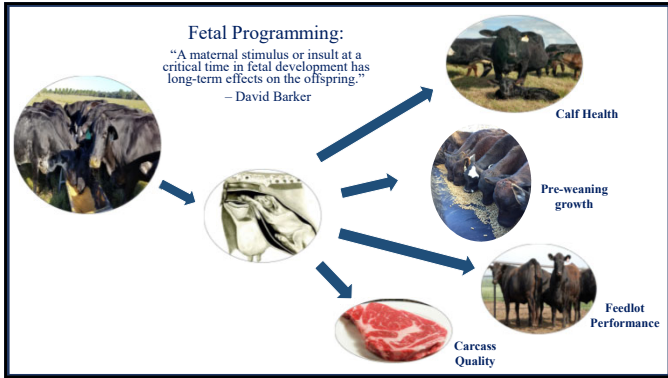 Fetal Programming:
“A maternal stimulus or insult at a
critical time in fetal development has
long-term effects on the offspring.”
– David Barker
Calf Health
Pre-weaning
growth
Feedlot
Performance
Carcass
Quality